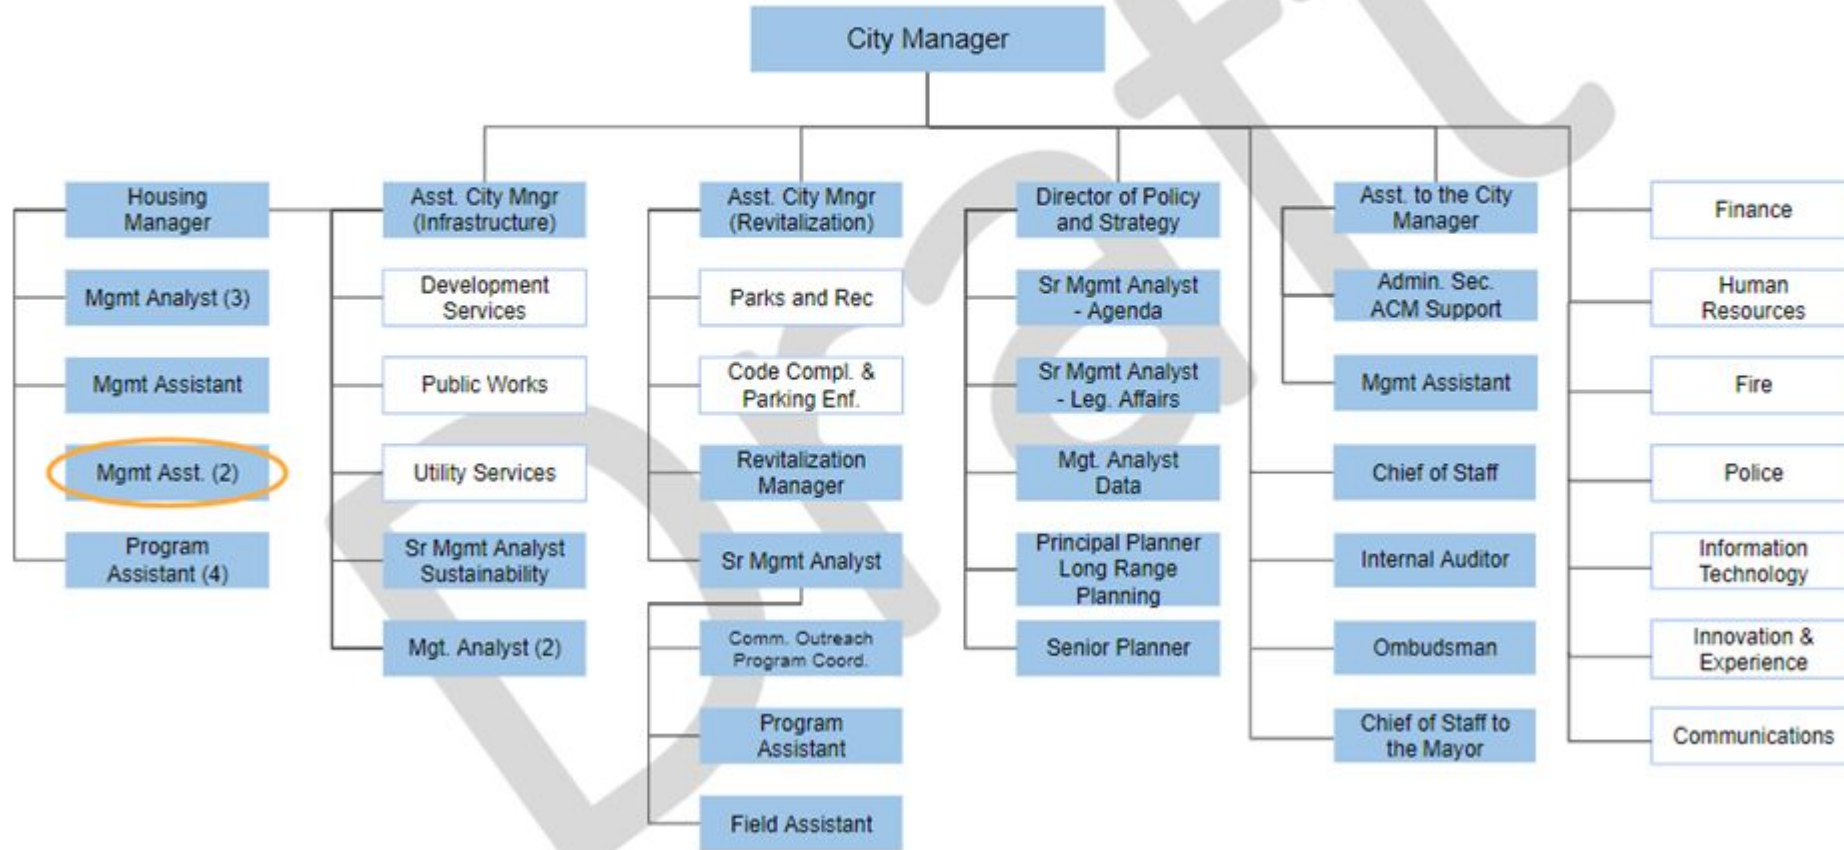 City Manager
Housing
Manager
Mgmt Analyst (3)
Mgmt Assistant
Mgmt Asst. (2)
Program
Assistant (4)
Asst. City Mngr
(Infrastructure)
Development
Services
Public Works
Utility Services
Sr Mgmt Analyst
Sustainability
Mgt. Analyst (2)
Asst. City Mngr
(Revitalization)
Parks and Rec
Code Compl. &
Parking Enf.
Revitalization
Manager
Sr Mgmt Analyst
Comm. Outreach
Program Coord.
Program
Assistant
Field Assistant
Director of Policy
and Strategy
Sr Mgmt Analyst
- Agenda
Sr Mgmt Analyst
- Leg. Affairs
Mgt. Analyst
Data
Principal Planner
Long Range
Planning
Senior Planner
Asst. to the City
Manager
Admin. Sec.
ACM Support
Mgmt Assistant
Chief of Staff
Internal Auditor
Ombudsman
Chief of Staff to
the Mayor
Finance
Human
Resources
Fire
Police
Information
Technology
Innovation &
Experience
Communications
Draft